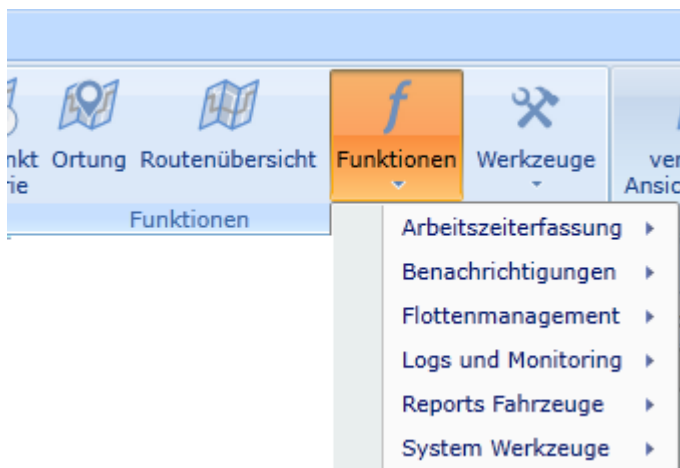 Ortung Routenübersicht Funktionen Werkzeuge
Funktionen
Arbeitszeiterfassung
Benachrichtigungen
Flottenmanagement
Logs und Monitoring
Reports Fahrzeuge
System Werkzeuge